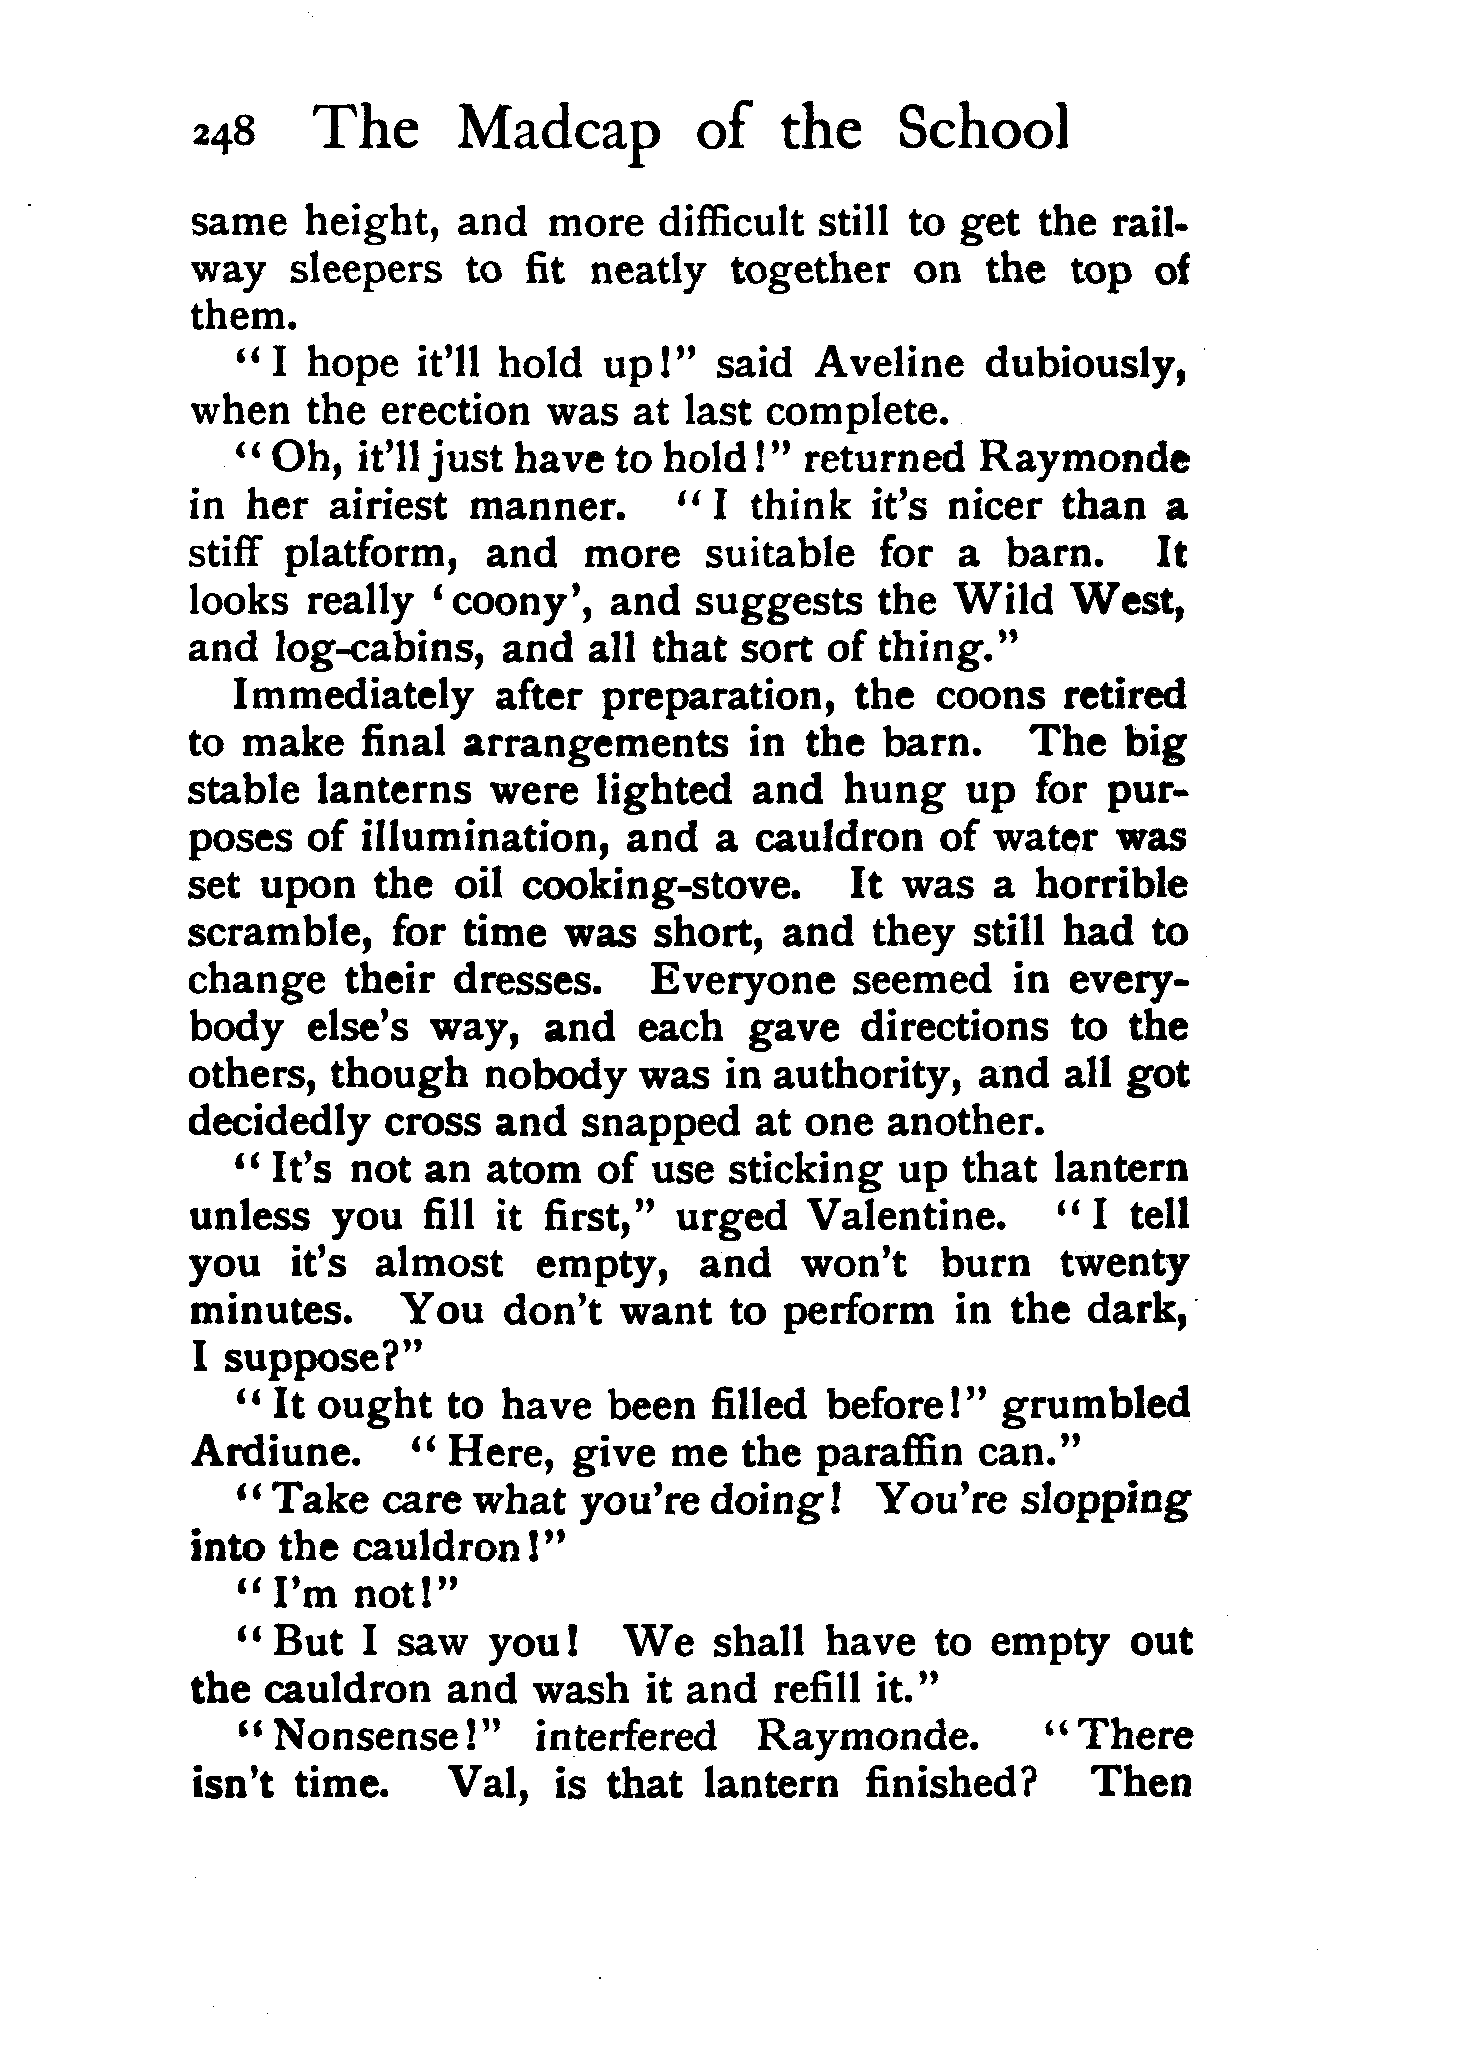 248 The Madcap of the School
same height, and more difficult still to get the rail-
way sleepers to fit neatly together on the top of
them.
"I hope it'll hold up!" said Aveline dubiously,
when the erection was at last complete.
"Oh, it'll just have to hold!" returned Raymonde
in her airiest manner. "I think it's nicer than a
stiff platform, and more suitable for a barn. It
looks really 'coony', and suggests the Wild West,
and log-cabins, and all that sort of thing."
Immediately after preparation, the coons retired
to make final arrangements in the barn. The big
stable lanterns were lighted and hung up for pur-
poses of illumination, and a cauldron of water was
set upon the oil cooking-stove. It was a horrible
scramble, for time was short, and they still had to
change their dresses. Everyone seemed in every-
body else's way, and each gave directions to the
others, though nobody was in authority, and all got
decidedly cross and snapped at one another.
"It's not an atom of use sticking up that lantern
unless you fill it first," urged Valentine. "I tell
you it's almost empty, and won't burn twenty
minutes. You don't want to perform in the dark,
I suppose?"
"It ought to have been filled before!" grumbled
Ardiune. "Here, give me the paraffin can."
"Take care what you're doing! You're slopping
into the cauldron!"
"I'm not!"
"But I saw you! We shall have to empty out
the cauldron and wash it and refill it."
"Nonsense!" interfered Raymonde. "There
isn't time. Val, is that lantern finished? Then